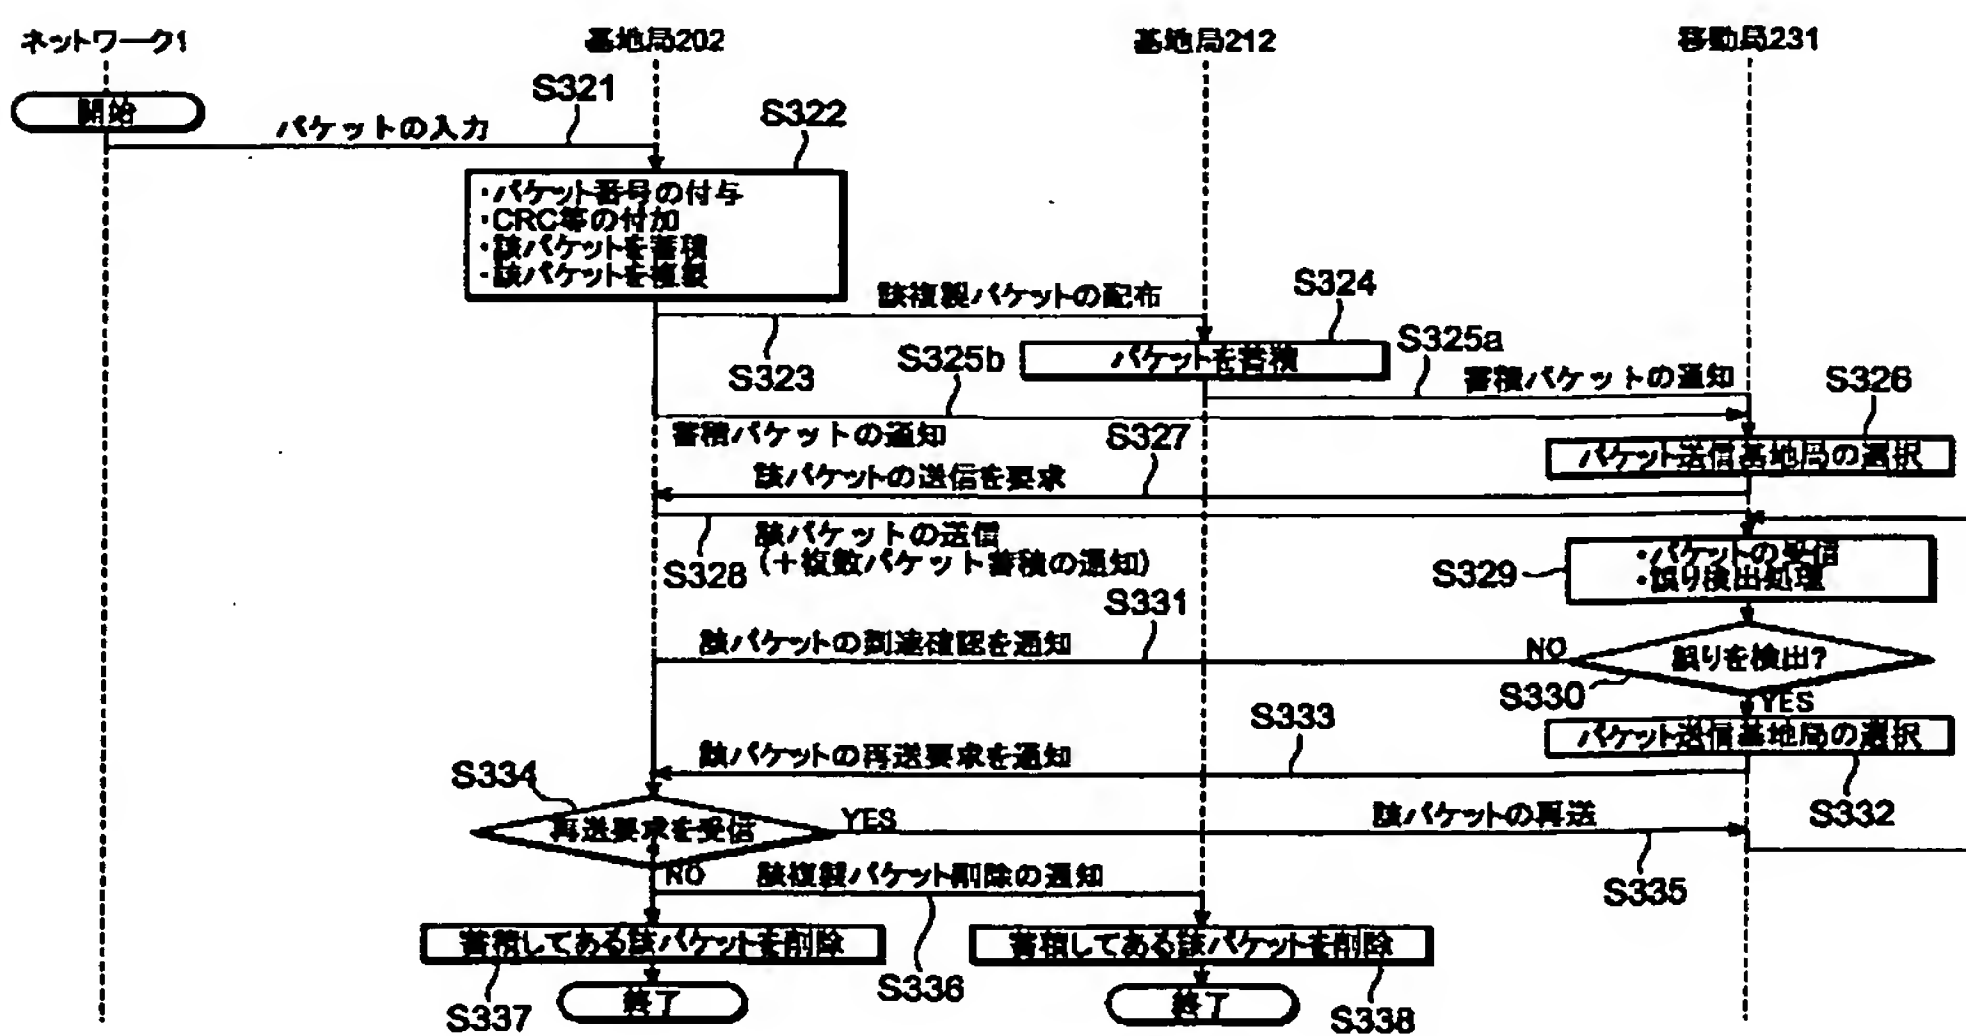 ネットワーク1
基地局202
基地局212
移動局231
開始
S321
パケットの入力
S322
・パケット番号の付与
・CRC等の付加
・該パケットを蓄積
・該パケットを複製
該複製パケットの配布
S324
S323
S325b
パケットを蓄積
S325a
蓄積パケットの通知
S326
蓄積パケットの通知
S327
パケット送信基地局の選択
該パケットの送信を要求
該パケットの送信
(+複数パケット蓄積の通知)
S328
・パケットの受信
・誤り検出処理
S329
S331
該パケットの到達確認を通知
NO
誤りを検出?
S330
YES
S333
パケット送信基地局の選択
該パケットの再送要求を通知
S334
S332
再送要求を受信
YES
該パケットの再送
NO
該複製パケット削除の通知
S335
蓄積してある該パケットを削除
蓄積してある該パケットを削除
S336
S337
終了
終了
S338